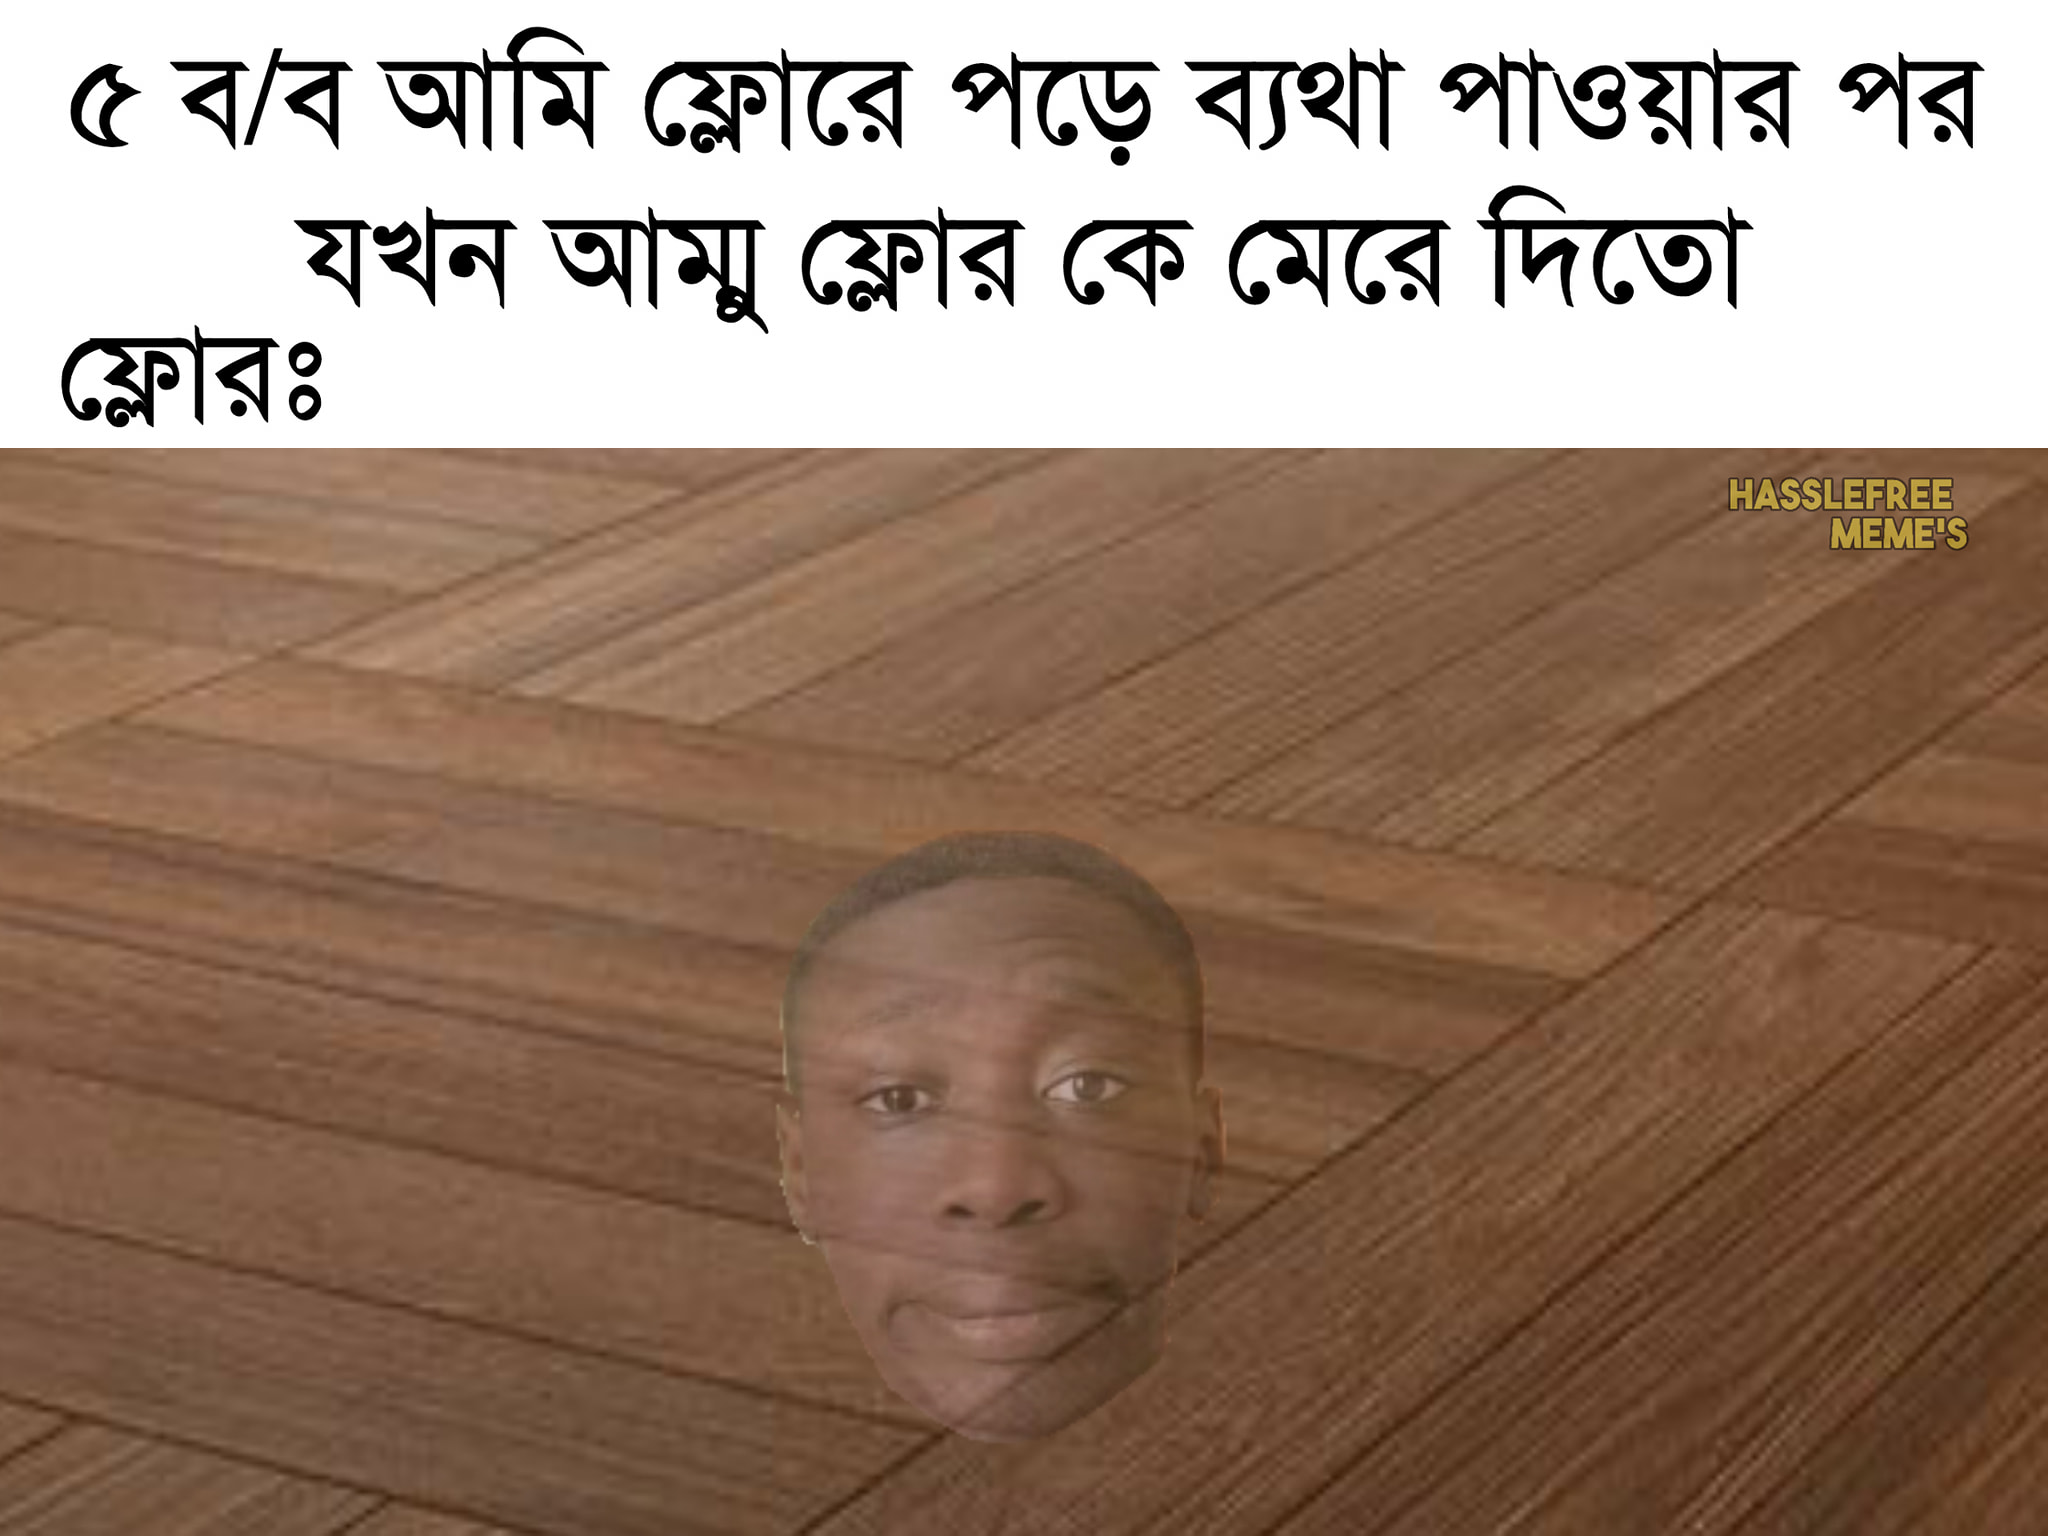 ৫ ব/ব আমি ফ্লোরে পড়ে ব্যথা পাওয়ার পর
যখন আম্মু ফ্লোর কে মেরে দিতো
ফ্লোরঃ
HASSLEFREE
MEME'S